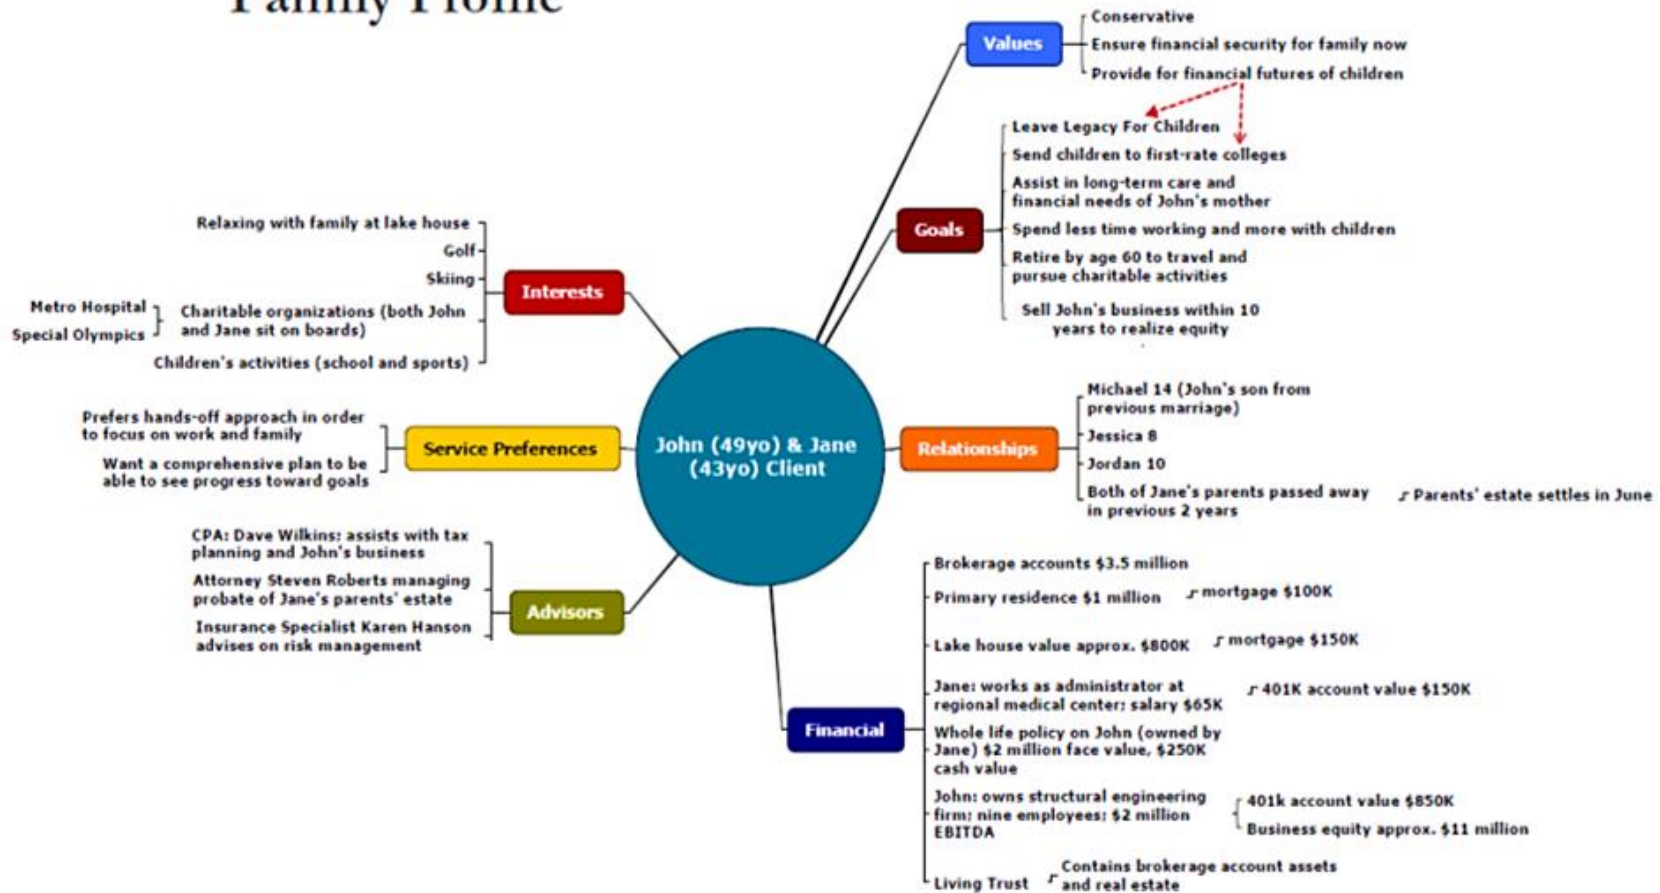 Family Profile
Values
Conservative
Ensure financial security for family now
Provide for financial futures of children
Goals
Leave Legacy For Children
Send children to first-rate colleges
Assist in long-term care and
financial needs of John's mother
Spend less time working and more with children
Retire by age 60 to travel and
pursue charitable activities
Sell John's business within 10
years to realize equity
Interests
Relaxing with family at lake house
Golf
Skiing
Charitable organizations (both John
and Jane sit on boards)
Metro Hospital
Special Olympics
Children's activities (school and sports)
Service Preferences
Prefers hands-off approach in order
to focus on work and family
Want a comprehensive plan to be
able to see progress toward goals
John (49yo) & Jane
(43yo) Client
Relationships
Michael 14 (John's son from
previous marriage)
Jessica 8
Jordan 10
Both of Jane's parents passed away
in previous 2 years
Parents' estate settles in June
Advisors
CPA: Dave Wilkins; assists with tax
planning and John's business
Attorney Steven Roberts managing
probate of Jane's parents' estate
Insurance Specialist Karen Hanson
advises on risk management
Financial
Brokerage accounts $3.5 million
Primary residence $1 million
mortgage $100K
Lake house value approx. $800K
mortgage $150K
Jane: works as administrator at
regional medical center; salary $65K
401K account value $150K
Whole life policy on John (owned by
Jane) $2 million face value, $250K
cash value
John: owns structural engineering
firm; nine employees; $2 million
EBITDA
401k account value $850K
Business equity approx. $11 million
Living Trust
Contains brokerage account assets
and real estate